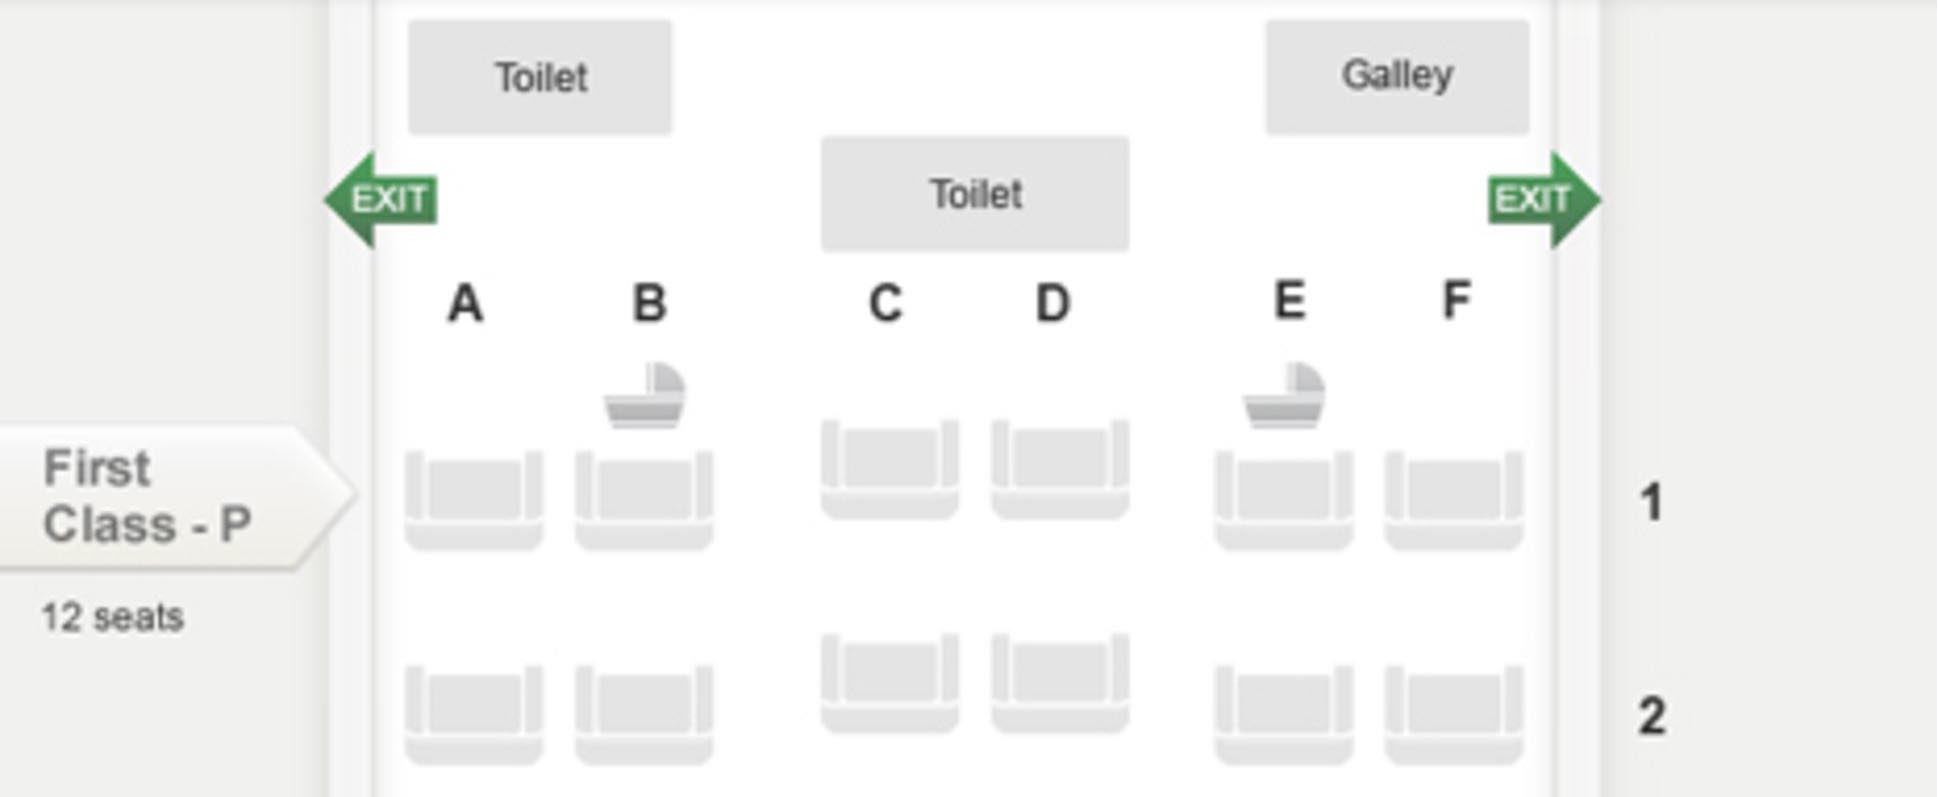 Toilet
Galley
Toilet
EXIT
EXIT
A B C D E F
First
Class - P
1
12 seats
2